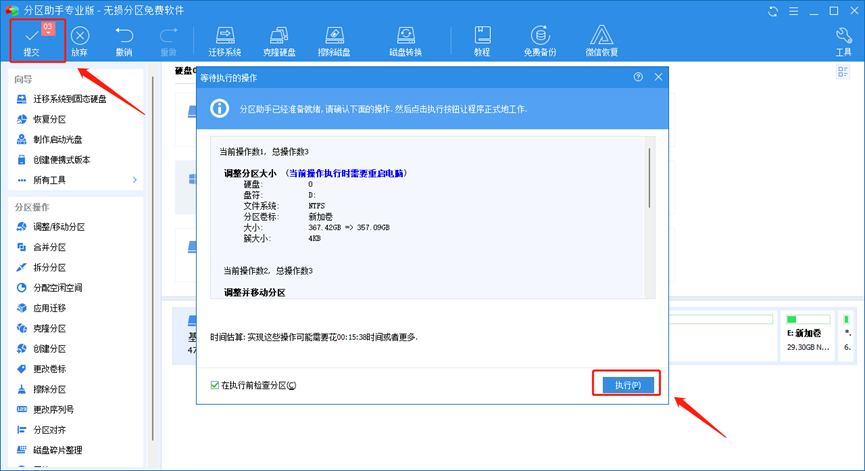 分区助手专业版 - 无损分区免费软件
提交
03
放弃
撤销
重做
迁移系统
克隆硬盘
擦除磁盘
磁盘转换
教程
免费备份
微信恢复
工具
向导
迁移系统到固态硬盘
恢复分区
制作启动光盘
创建便携式版本
所有工具
分区操作
调整/移动分区
合并分区
拆分分区
分配空闲空间
应用迁移
克隆分区
创建分区
更改卷标
擦除分区
更改序列号
分区对齐
磁盘碎片整理
等待执行的操作
分区助手已经准备就绪,请确认下面的操作. 然后点击执行按钮让程序正式地工作.
当前操作数1, 总操作数3
调整分区大小 (当前操作执行时需要重启电脑)
硬盘: 0
盘符: D:
文件系统: NTFS
分区卷标: 新加卷
大小: 367.42GB => 357.09GB
簇大小: 4KB
当前操作数2, 总操作数3
调整并移动分区
时间估算: 实现这些操作可能需要花00:15:38时间或者更多.
在执行前检查分区(C)
执行(P)
E: 新加卷
29.30GB N...
*.
6.